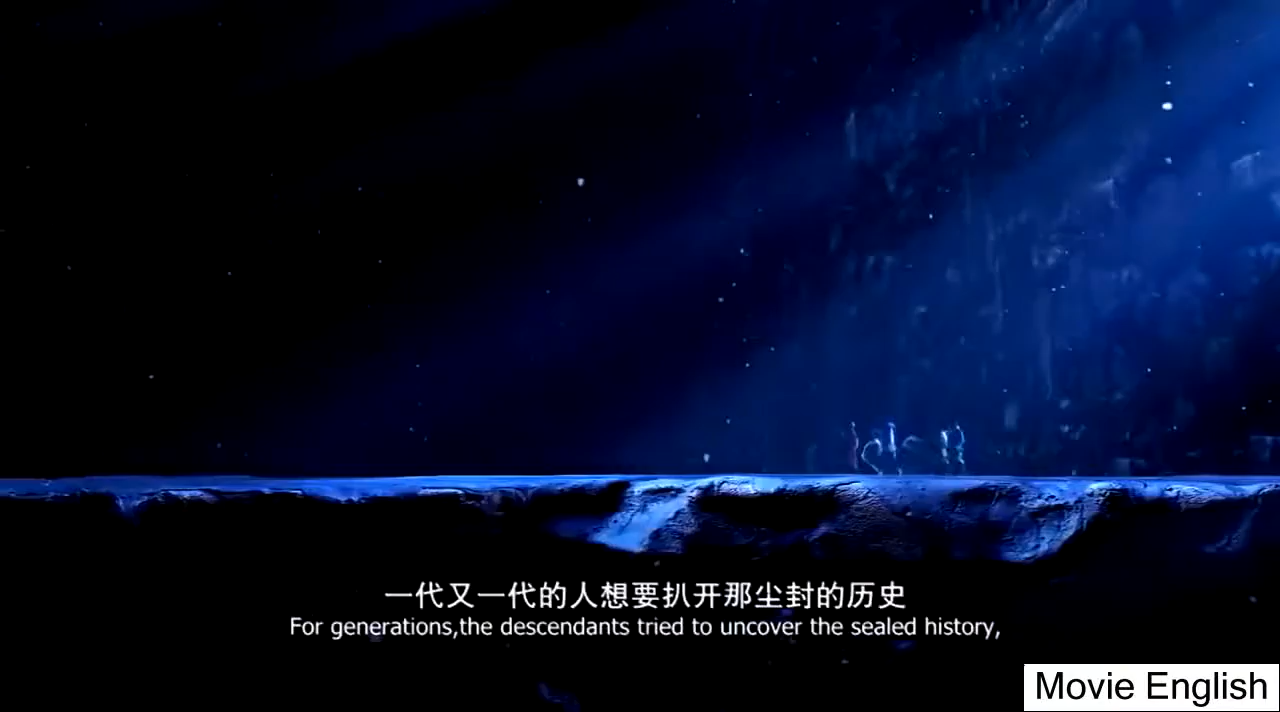 一代又一代的人想要扒开那尘封的历史
For generations,the descendants tried to uncover the sealed history,
Movie English